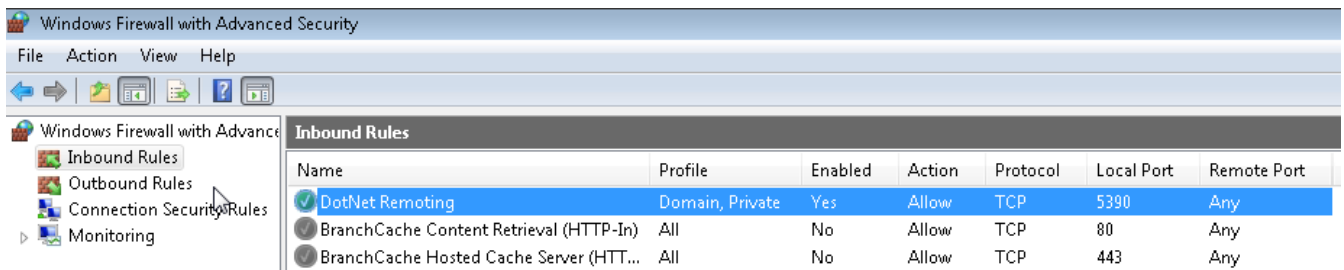 Windows Firewall with Advanced Security
File Action View Help
Windows Firewall with Advance
Inbound Rules
Outbound Rules
Connection Security Rules
Monitoring
Inbound Rules
Name Profile Enabled Action Protocol Local Port Remote Port
DotNet Remoting Domain, Private Yes Allow TCP 5390 Any
BranchCache Content Retrieval (HTTP-In) All No Allow TCP 80 Any
BranchCache Hosted Cache Server (HTT... All No Allow TCP 443 Any